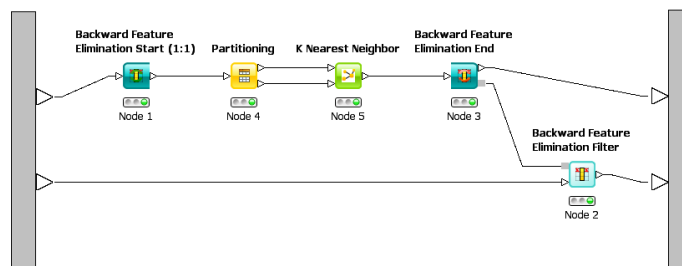 Backward Feature
Elimination Start (1:1)
Partitioning
K Nearest Neighbor
Backward Feature
Elimination End
Node 1
Node 4
Node 5
Node 3
Backward Feature
Elimination Filter
Node 2